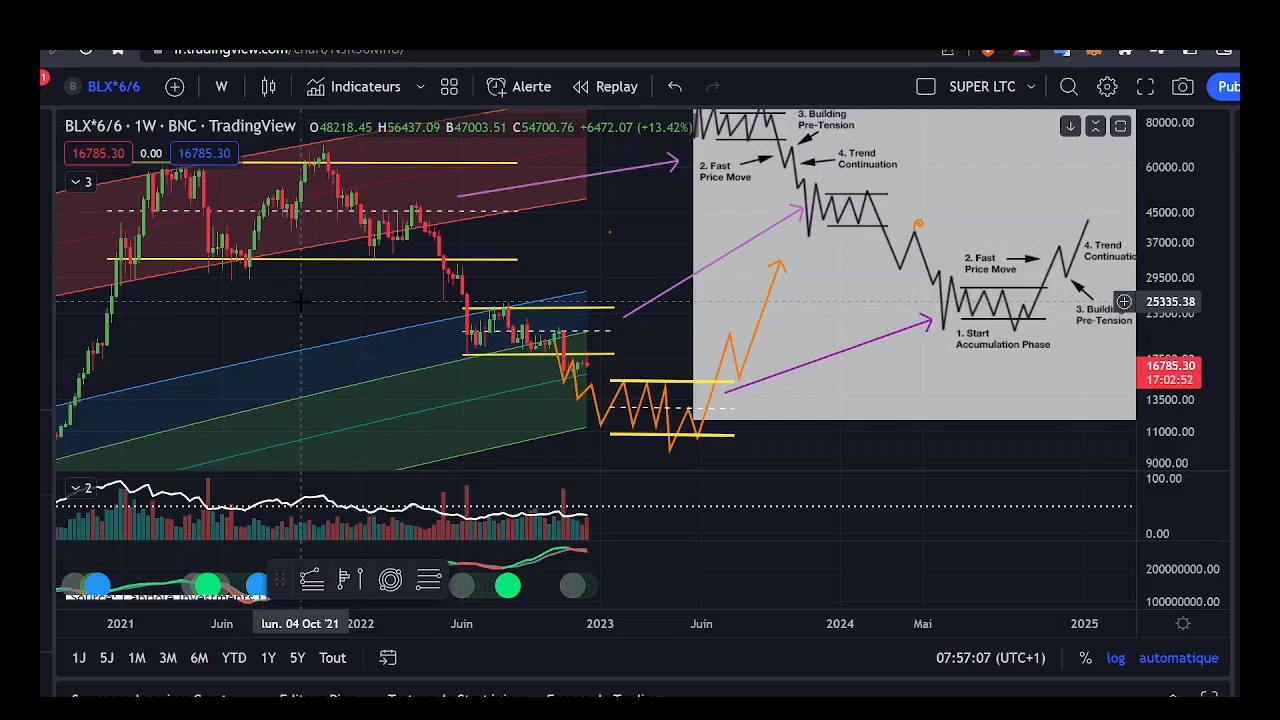 BLX*6/6
W
Indicateurs
Alerte
Replay
SUPER LTC
Pub
BLX*6/6 · 1W · BNC · TradingView O48218.45 H56437.09 B47003.51 C54700.76 +6472.07 (+13.42%)
16785.30 0.00 16785.30
3
3. Building
Pre-Tension
2. Fast
Price Move
4. Trend
Continuation
2. Fast
Price Move
4. Trend
Continuatio
3. Building
Pre-Tension
1. Start
Accumulation Phase
80000.00
60000.00
45000.00
37000.00
29500.00
25335.38
16785.30
17:02:52
13500.00
11000.00
9000.00
2
100.00
0.00
200000000.00
100000000.00
2021
Juin
lun. 04 Oct '21
2022
Juin
2023
Juin
2024
Mai
2025
1J 5J 1M 3M 6M YTD 1Y 5Y Tout
07:57:07 (UTC+1)
%
log
automatique